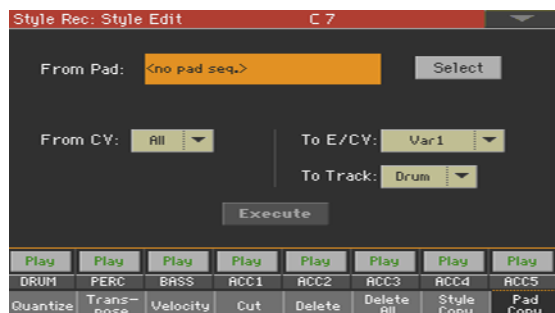 Style Rec: Style Edit C 7
From Pad: <no pad seq.> Select
From CV: All To E/CV: Var1
To Track: Drum
Execute
Play Play Play Play Play Play Play Play
DRUM PERC BASS ACC1 ACC2 ACC3 ACC4 ACC5
Quantize Trans-pose Velocity Cut Delete Delete All Style Copy Pad Copy